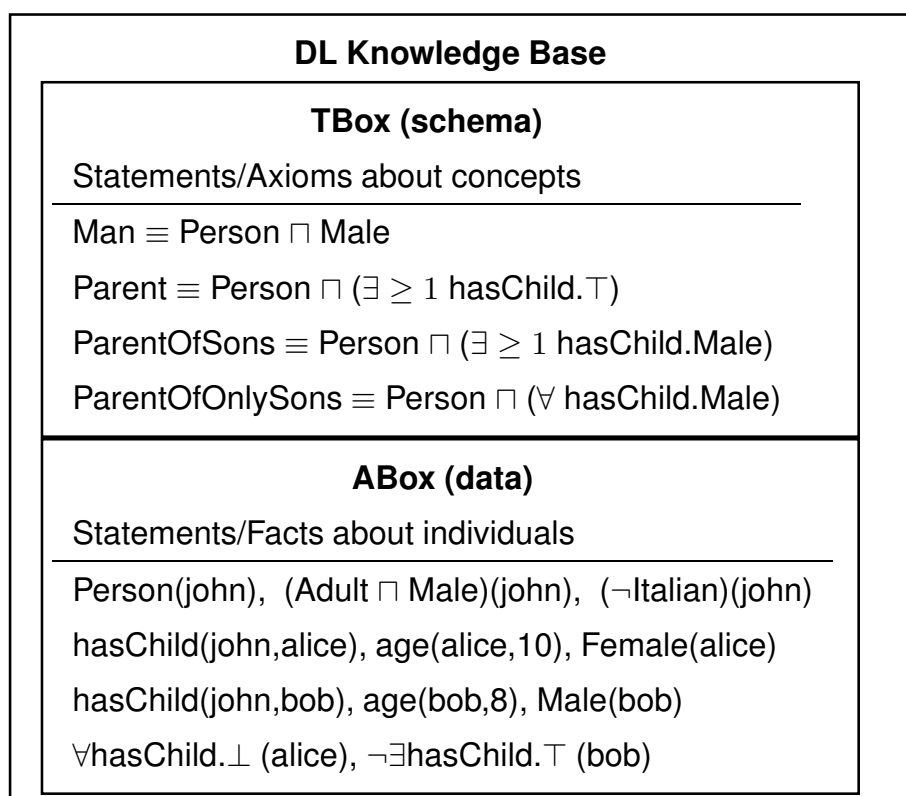 DL Knowledge Base
TBox (schema)
Statements/Axioms about concepts
Man ≡ Person ⊓ Male
Parent ≡ Person ⊓ (∃ ≥ 1 hasChild.⊤)
ParentOfSons ≡ Person ⊓ (∃ ≥ 1 hasChild.Male)
ParentOfOnlySons ≡ Person ⊓ (∀ hasChild.Male)
ABox (data)
Statements/Facts about individuals
Person(john), (Adult ⊓ Male)(john), (¬Italian)(john)
hasChild(john,alice), age(alice,10), Female(alice)
hasChild(john,bob), age(bob,8), Male(bob)
∀hasChild.⊥ (alice), ¬∃hasChild.⊤ (bob)